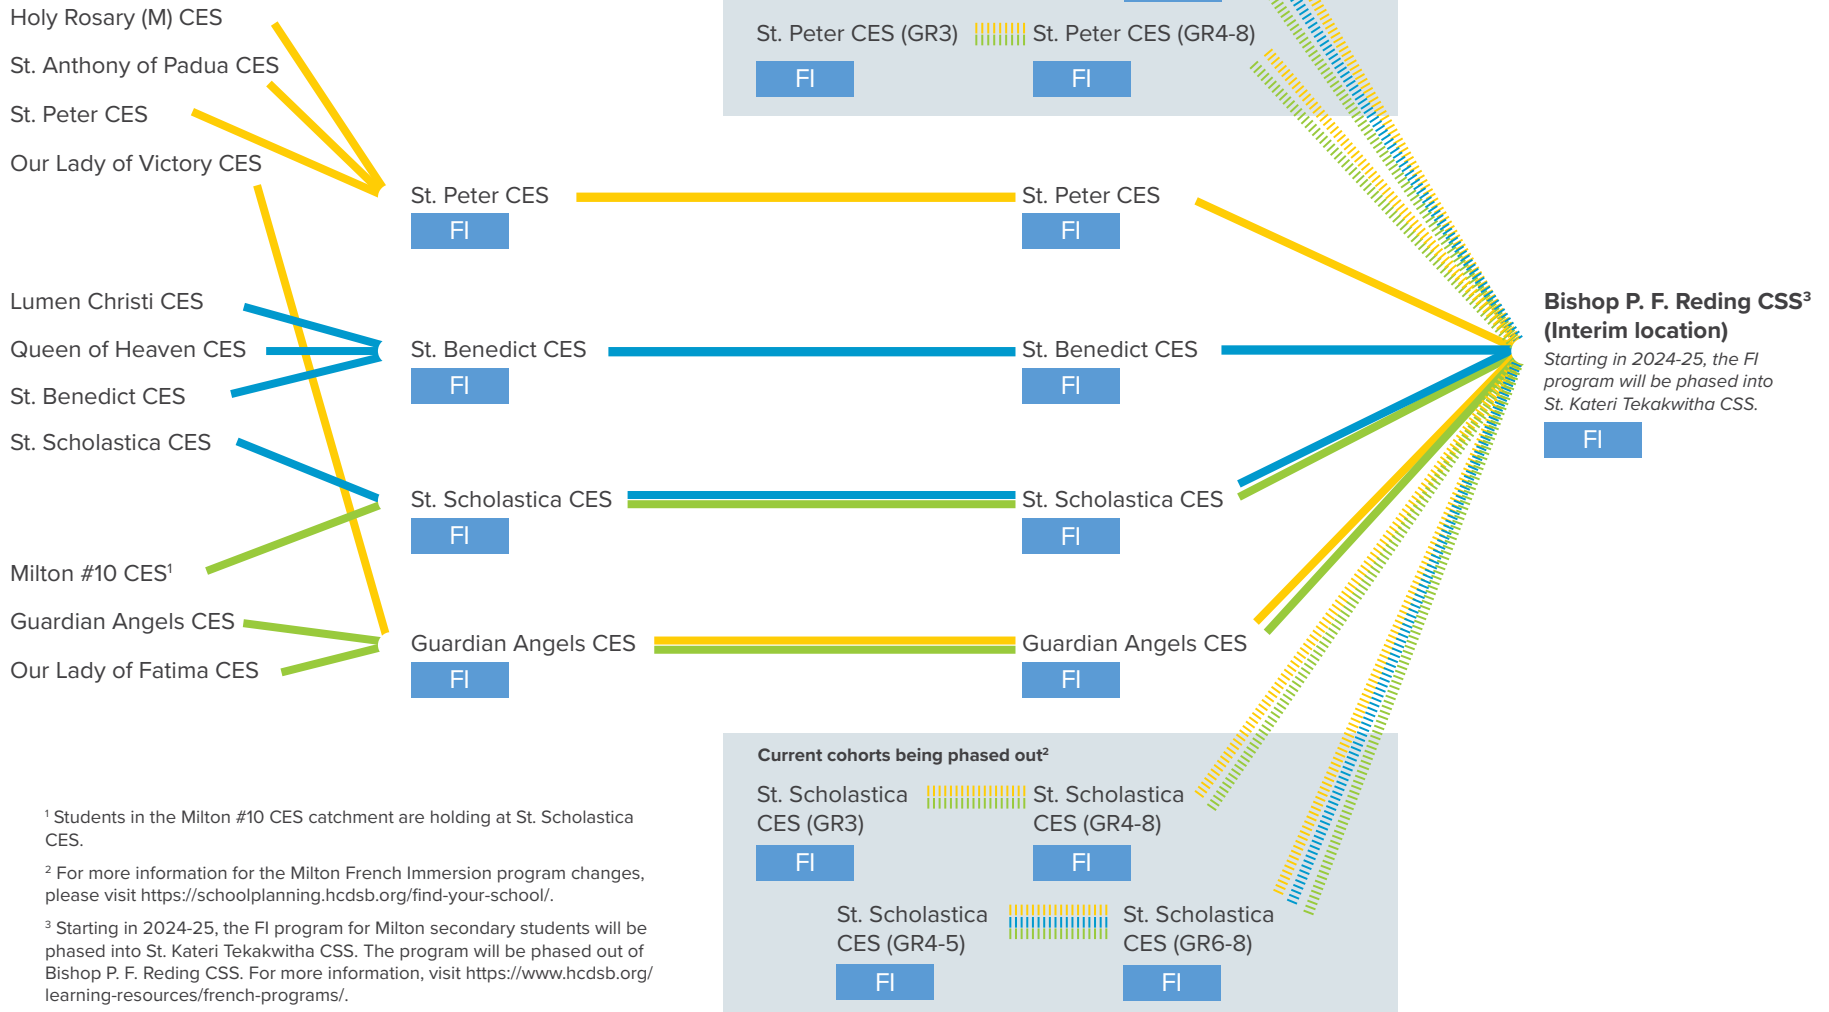 Holy Rosary (M) CES
St. Anthony of Padua CES
St. Peter CES
Our Lady of Victory CES
Lumen Christi CES
Queen of Heaven CES
St. Benedict CES
St. Scholastica CES
Milton #10 CES¹
Guardian Angels CES
Our Lady of Fatima CES
St. Peter CES
FI
St. Benedict CES
FI
St. Scholastica CES
FI
Guardian Angels CES
FI
St. Peter CES (GR3)
FI
St. Peter CES (GR4-8)
FI
St. Peter CES
FI
St. Benedict CES
FI
St. Scholastica CES
FI
Guardian Angels CES
FI
Bishop P. F. Reding CSS³
(Interim location)
Starting in 2024-25, the FI
program will be phased into
St. Kateri Tekakwitha CSS.
FI
Current cohorts being phased out²
St. Scholastica
CES (GR3)
FI
St. Scholastica
CES (GR4-8)
FI
St. Scholastica
CES (GR4-5)
FI
St. Scholastica
CES (GR6-8)
FI
¹ Students in the Milton #10 CES catchment are holding at St. Scholastica
CES.
² For more information for the Milton French Immersion program changes,
please visit https://schoolplanning.hcdsb.org/find-your-school/.
³ Starting in 2024-25, the FI program for Milton secondary students will be
phased into St. Kateri Tekakwitha CSS. The program will be phased out of
Bishop P. F. Reding CSS. For more information, visit https://www.hcdsb.org/
learning-resources/french-programs/.